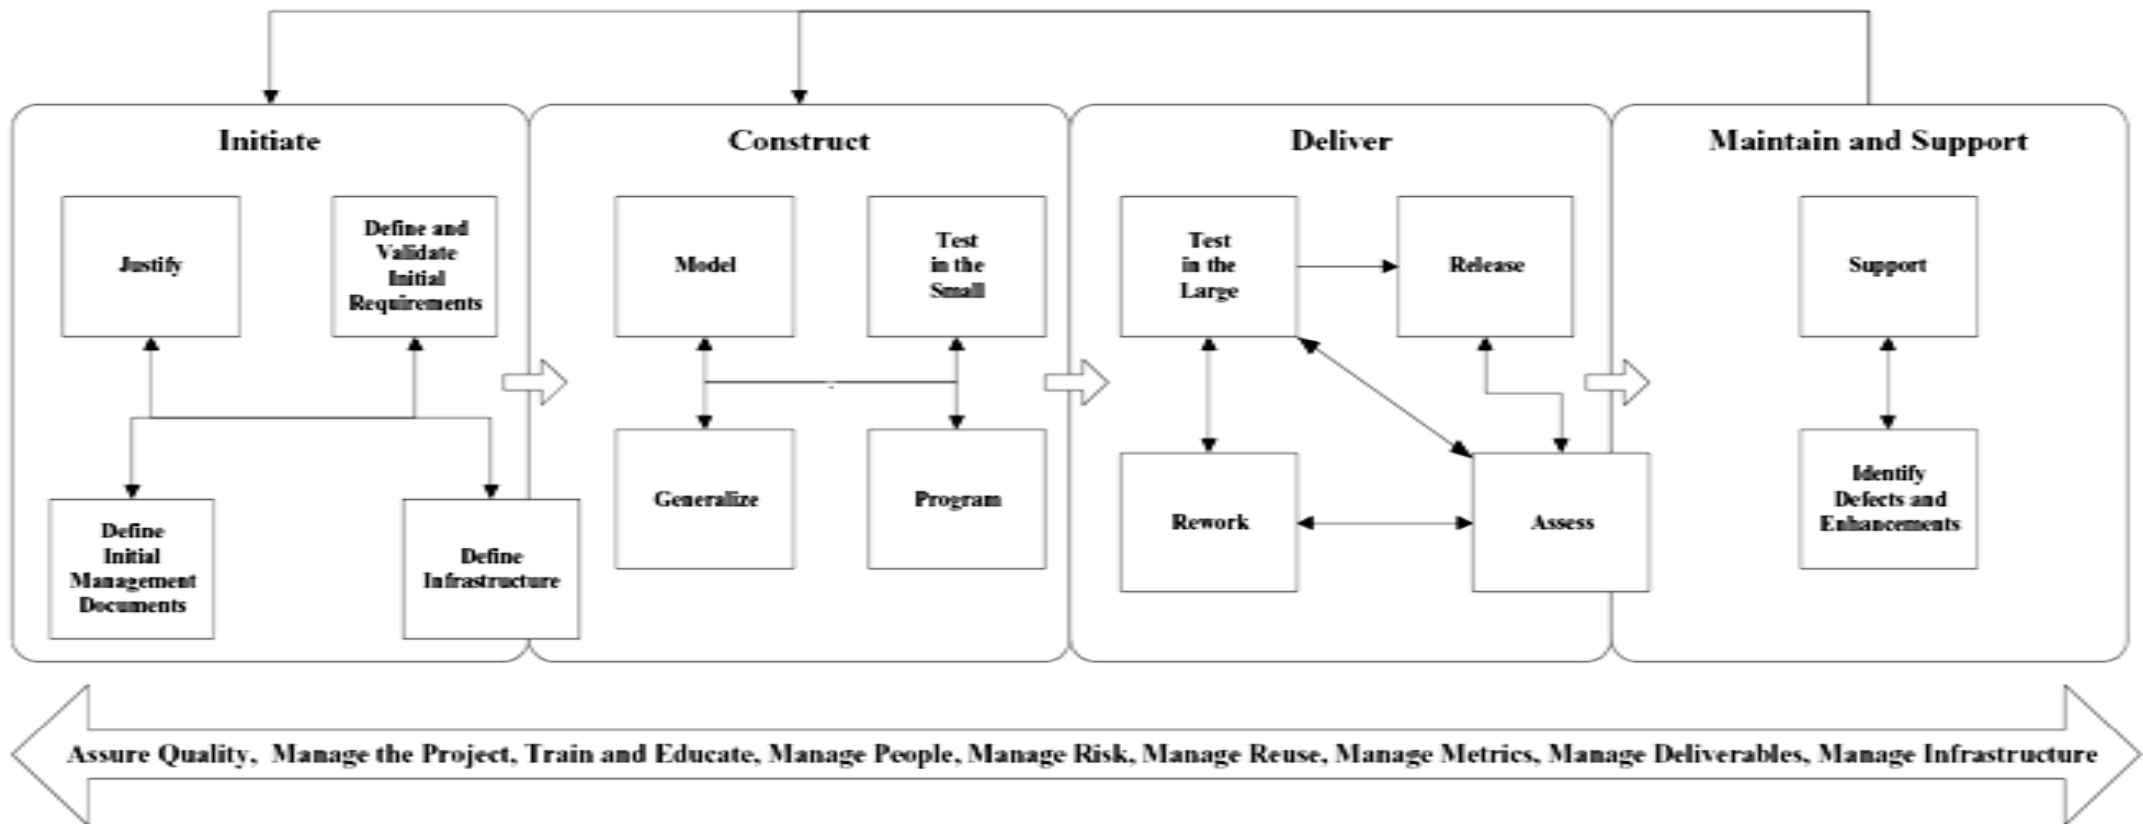 Initiate
Construct
Deliver
Maintain and Support
Justify
Define and
Validate
Initial
Requirements
Define
Initial
Management
Documents
Define
Infrastructure
Model
Test
in the
Small
Generalize
Program
Test
in the
Large
Release
Rework
Assess
Support
Identify
Defects and
Enhancements
Assure Quality, Manage the Project, Train and Educate, Manage People, Manage Risk, Manage Reuse, Manage Metrics, Manage Deliverables, Manage Infrastructure